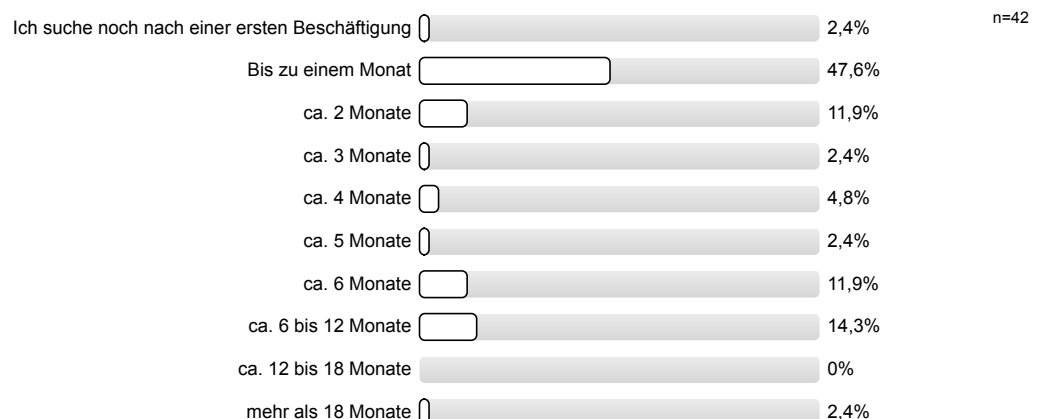 Ich suche noch nach einer ersten Beschäftigung 2,4% n=42
Bis zu einem Monat 47,6%
ca. 2 Monate 11,9%
ca. 3 Monate 2,4%
ca. 4 Monate 4,8%
ca. 5 Monate 2,4%
ca. 6 Monate 11,9%
ca. 6 bis 12 Monate 14,3%
ca. 12 bis 18 Monate 0%
mehr als 18 Monate 2,4%